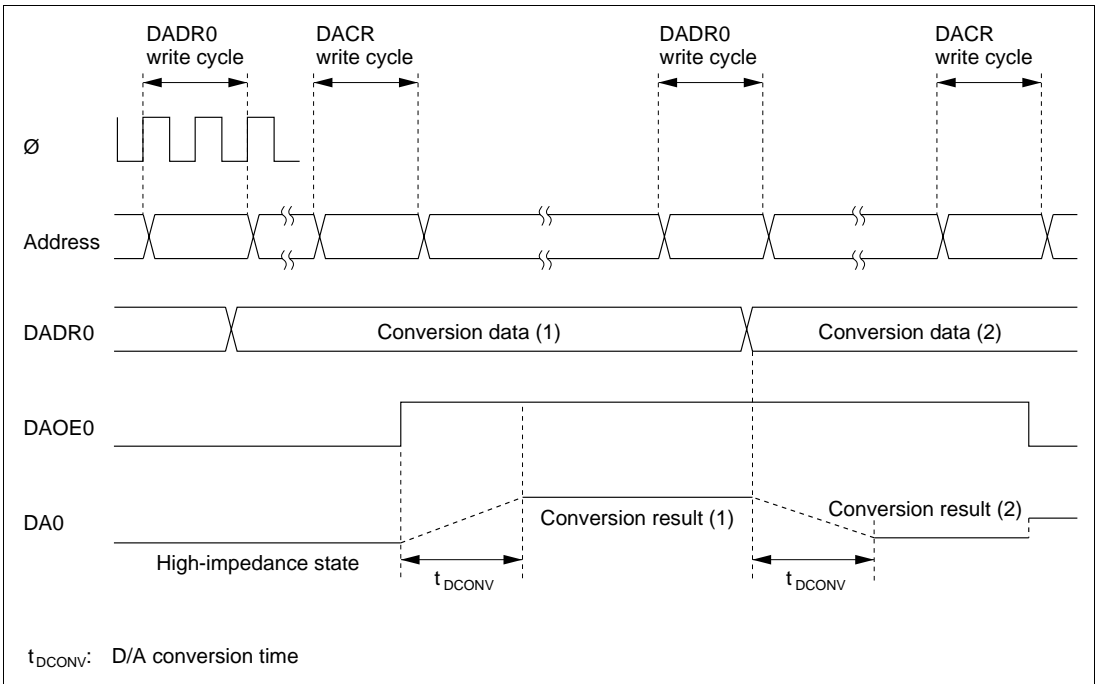 DADR0 write cycle
DACR write cycle
DADR0 write cycle
DACR write cycle
Ø
Address
DADR0
Conversion data (1)
Conversion data (2)
DAOE0
DA0
High-impedance state
Conversion result (1)
Conversion result (2)
t DCONV
t DCONV
tDCONV: D/A conversion time